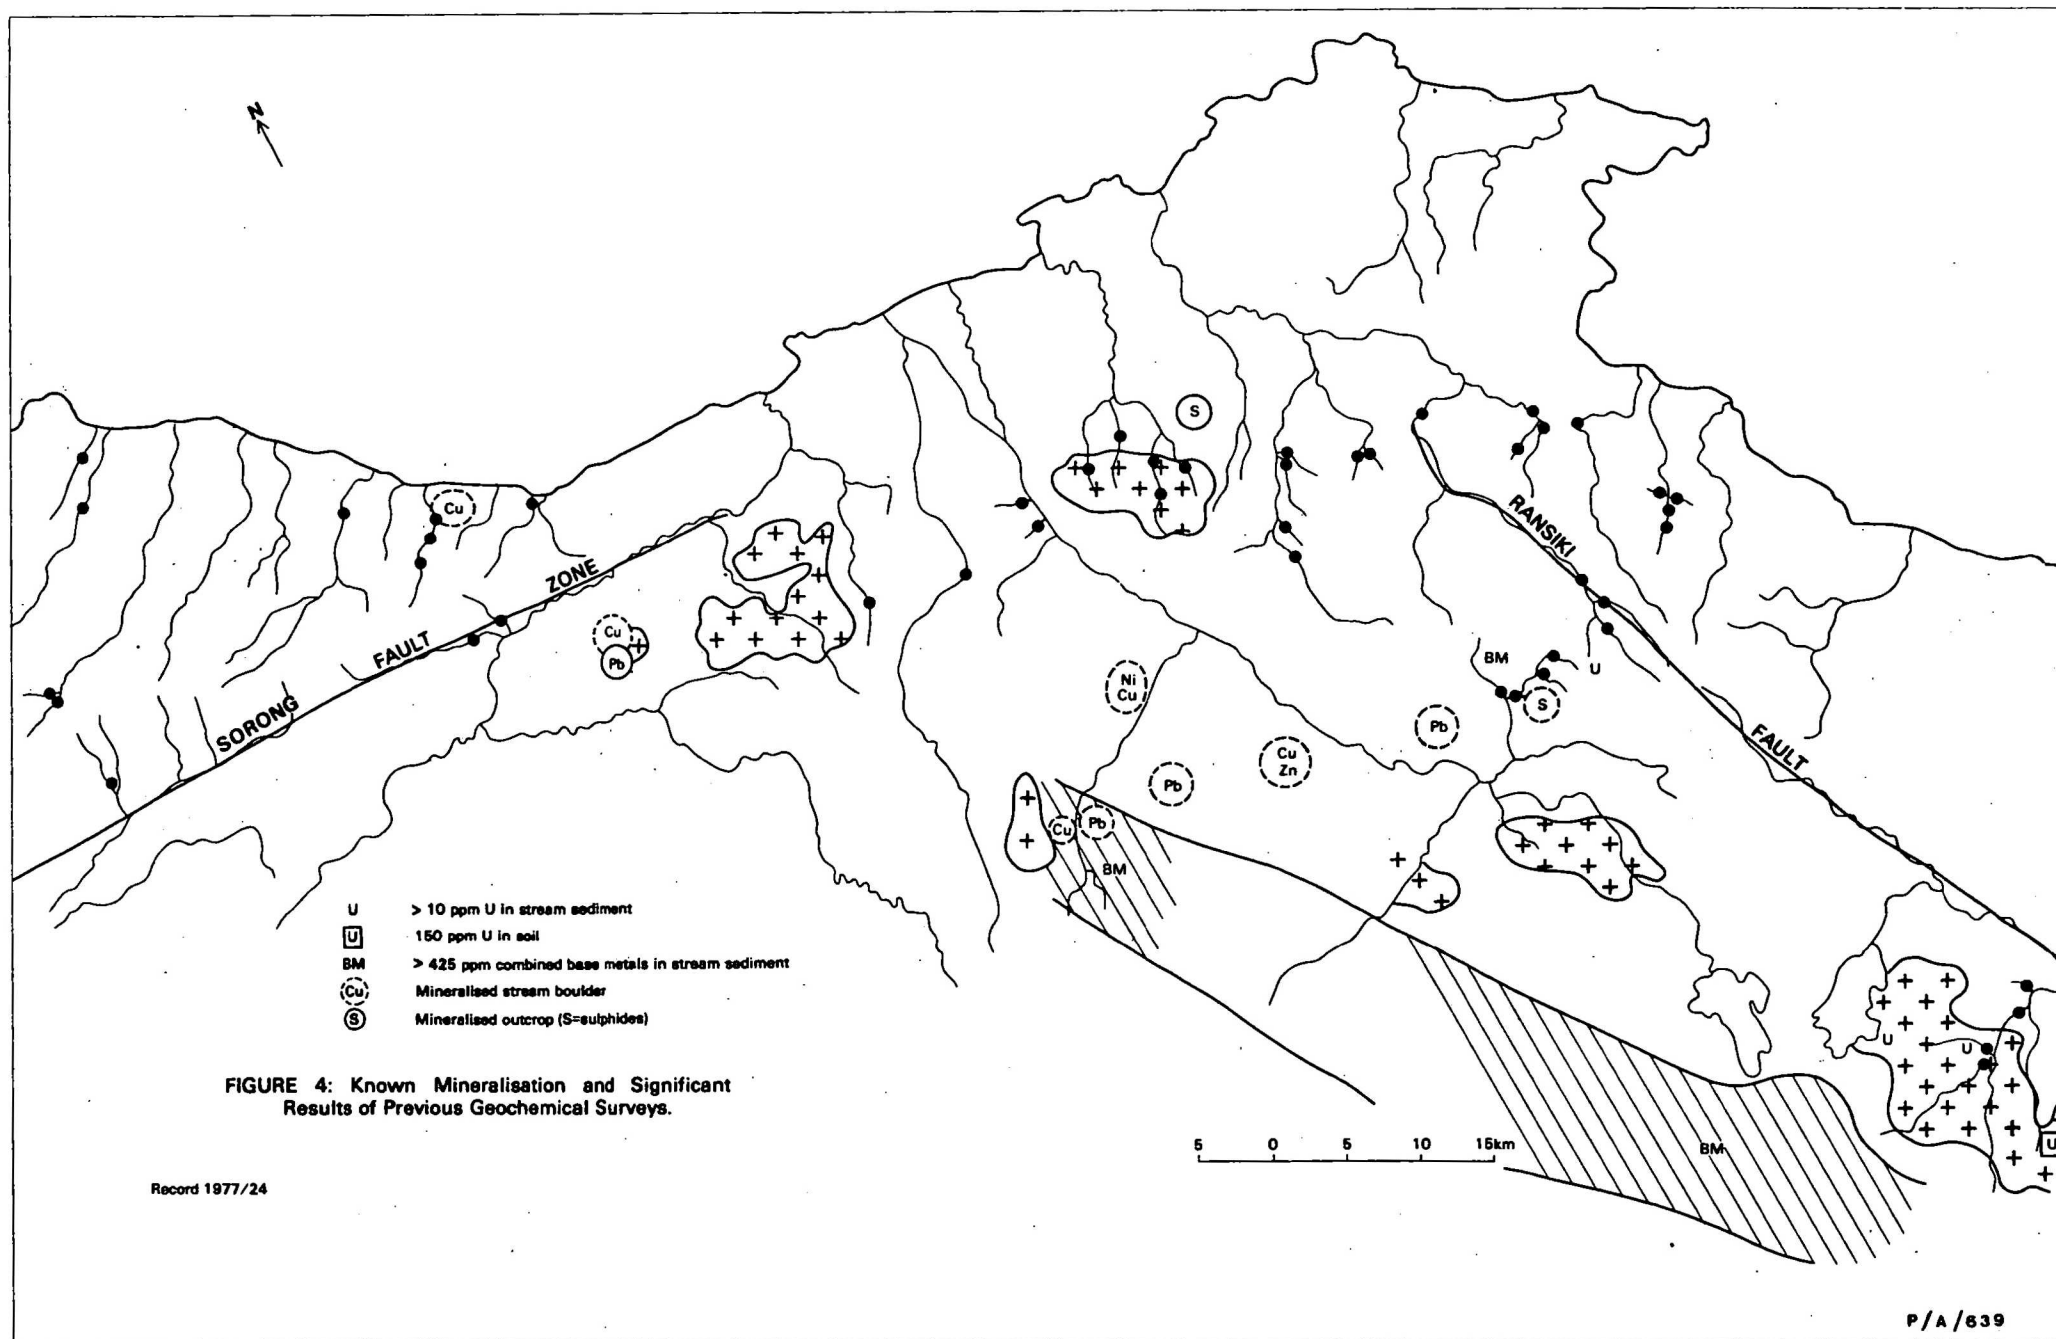 N
S
Cu
RANSIKI
ZONE
FAULT
SORONG
Cu
Pb
BM
U
Ni
Cu
S
Pb
Cu
Zn
Pb
FAULT
Cu
Pb
BM
U > 10 ppm U in stream sediment
U 150 ppm U in soil
BM > 425 ppm combined base metals in stream sediment
Cu Mineralised stream boulder
S Mineralised outcrop (S=sulphides)
U
U
FIGURE 4: Known Mineralisation and Significant
Results of Previous Geochemical Surveys.
5 0 5 10 15km
BM
U
Record 1977/24
P/A/639